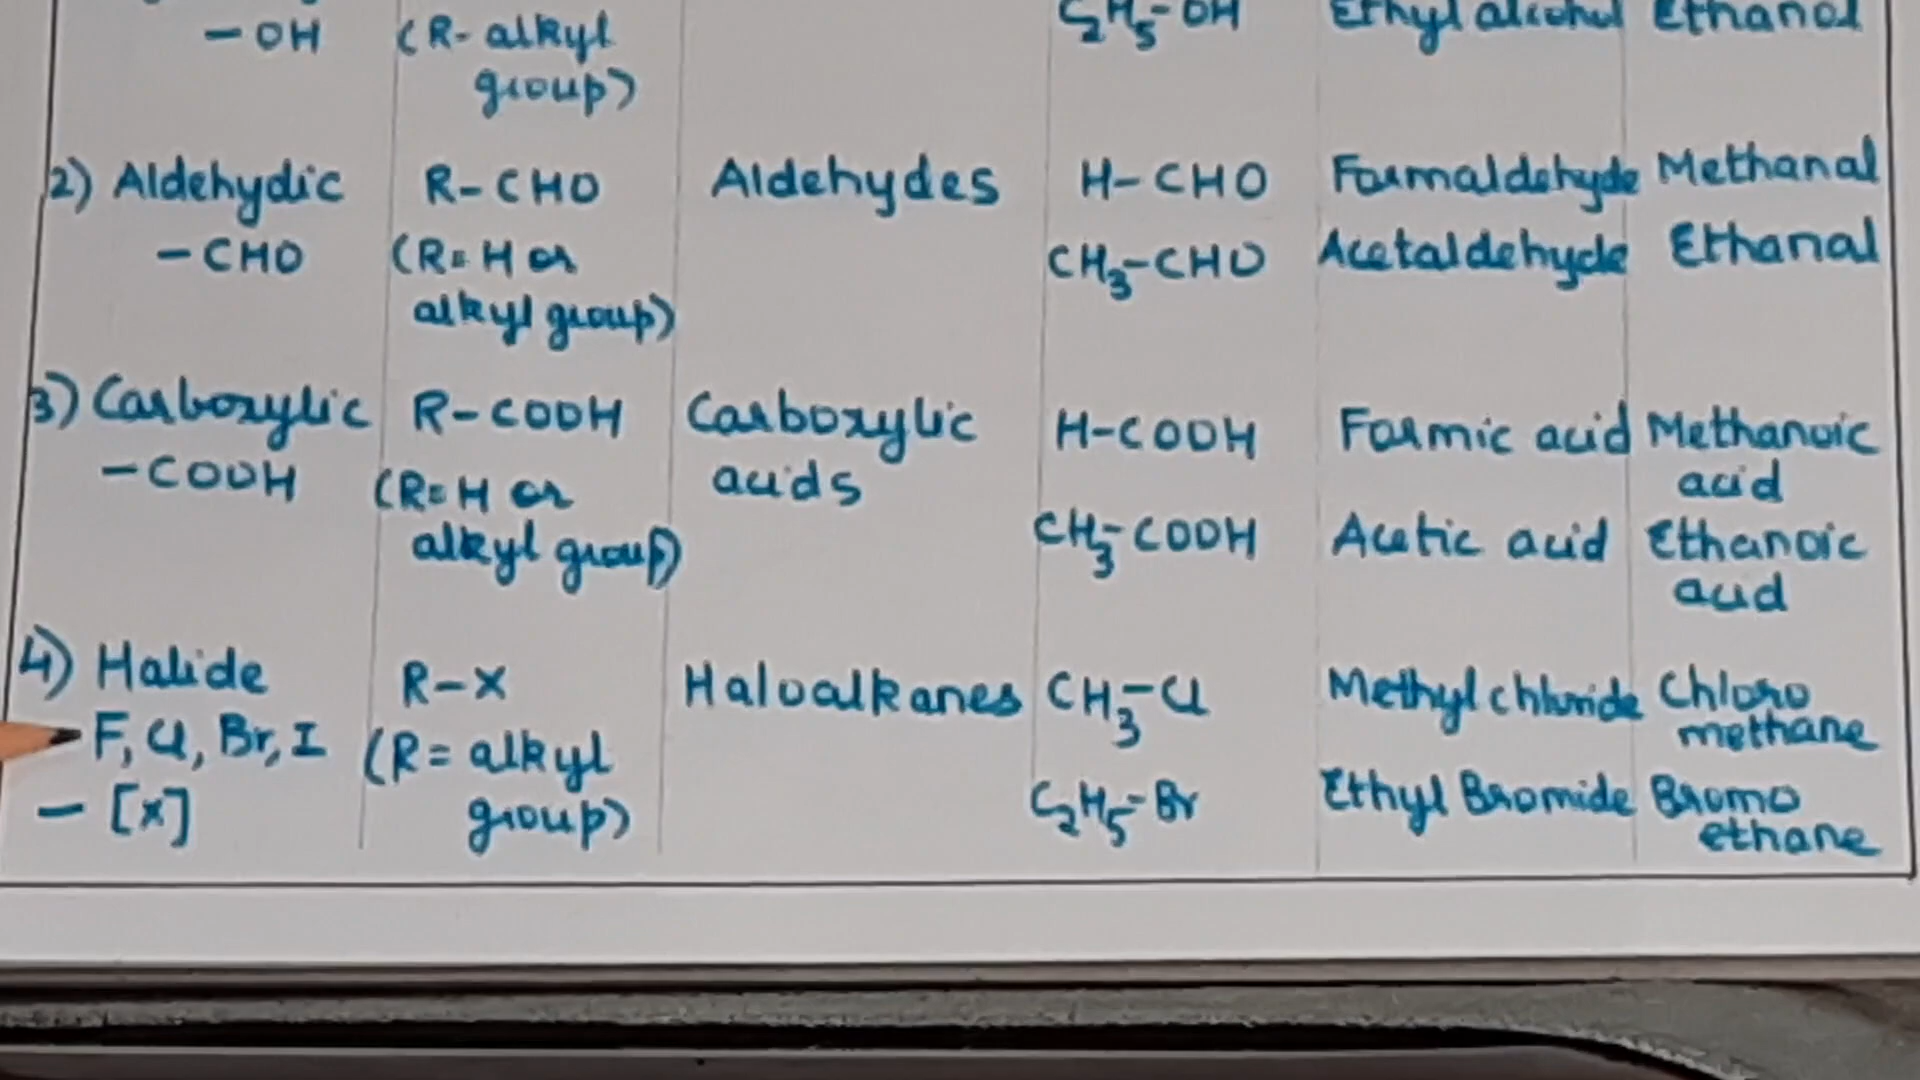 —OH (R- alkyl group) C2H5-OH Ethyl alcohol Ethanol
2) Aldehydic R-CHO Aldehydes H-CHO Formaldehyde Methanal
—CHO (R=H or alkyl group) CH3-CHO Acetaldehyde Ethanal
3) Carboxylic R-COOH Carboxylic acids H-COOH Formic acid Methanoic acid
—COOH (R=H or alkyl group) CH3-COOH Acetic acid Ethanoic acid
4) Halide R-X Haloalkanes CH3-Cl Methyl chloride Chloro methane
F, Cl, Br, I (R= alkyl group) C2H5-Br Ethyl Bromide Bromo ethane
— [x]